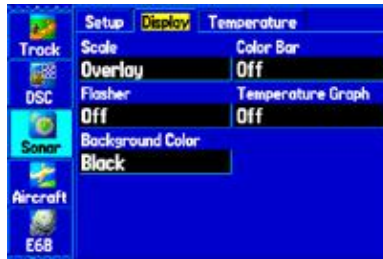 Setup Display Temperature
Track
Scale Color Bar
Overlay Off
DSC
Flasher Temperature Graph
Off Off
Sonar
Background Color
Black
Aircraft
E6B